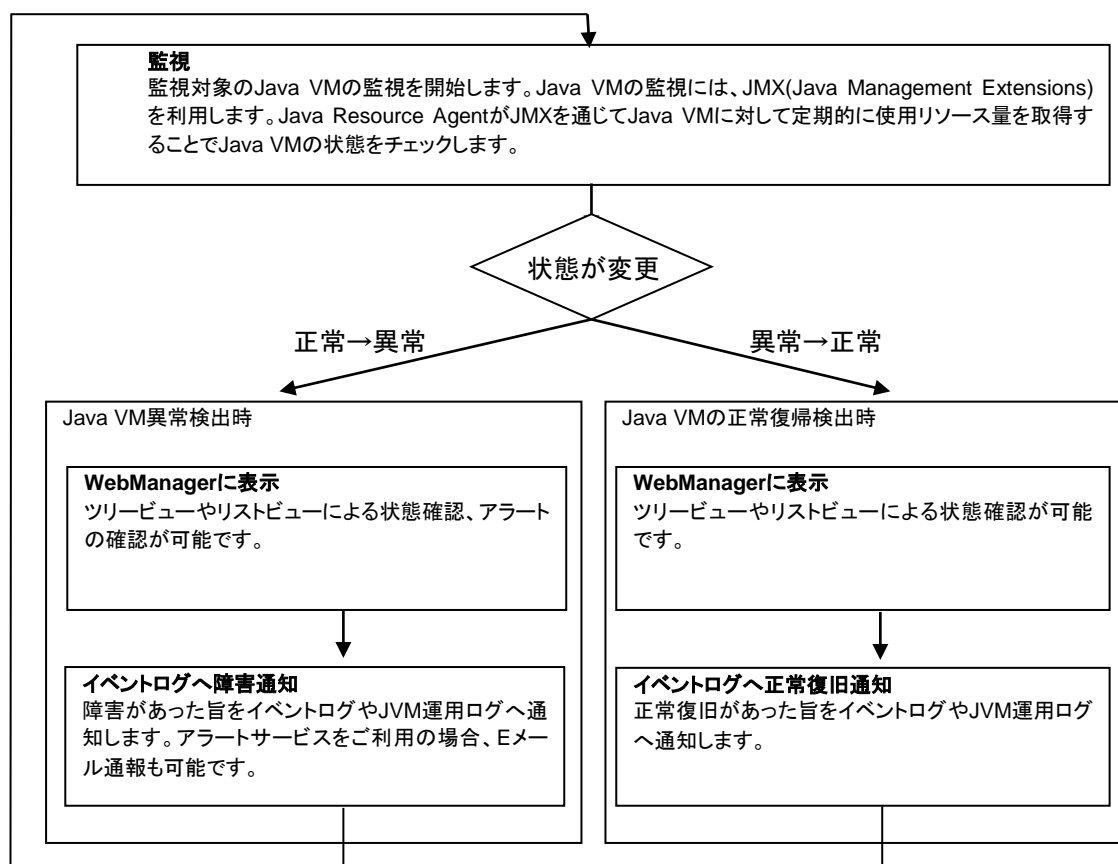 監視
監視対象のJava VMの監視を開始します。Java VMの監視には、JMX(Java Management Extensions)
を利用します。Java Resource AgentがJMXを通じてJava VMに対して定期的に使用リソース量を取得す
ることでJava VMの状態をチェックします。
状態が変更
正常→異常
異常→正常
Java VM異常検出時
WebManagerに表示
ツリービューやリストビューによる状態確認、アラート
の確認が可能です。
イベントログへ障害通知
障害があった旨をイベントログやJVM運用ログへ通
知します。アラートサービスをご利用の場合、Eメー
ル通報も可能です。
Java VMの正常復帰検出時
WebManagerに表示
ツリービューやリストビューによる状態確認が可能
です。
イベントログへ正常復旧通知
正常復旧があった旨をイベントログやJVM運用ログ
へ通知します。